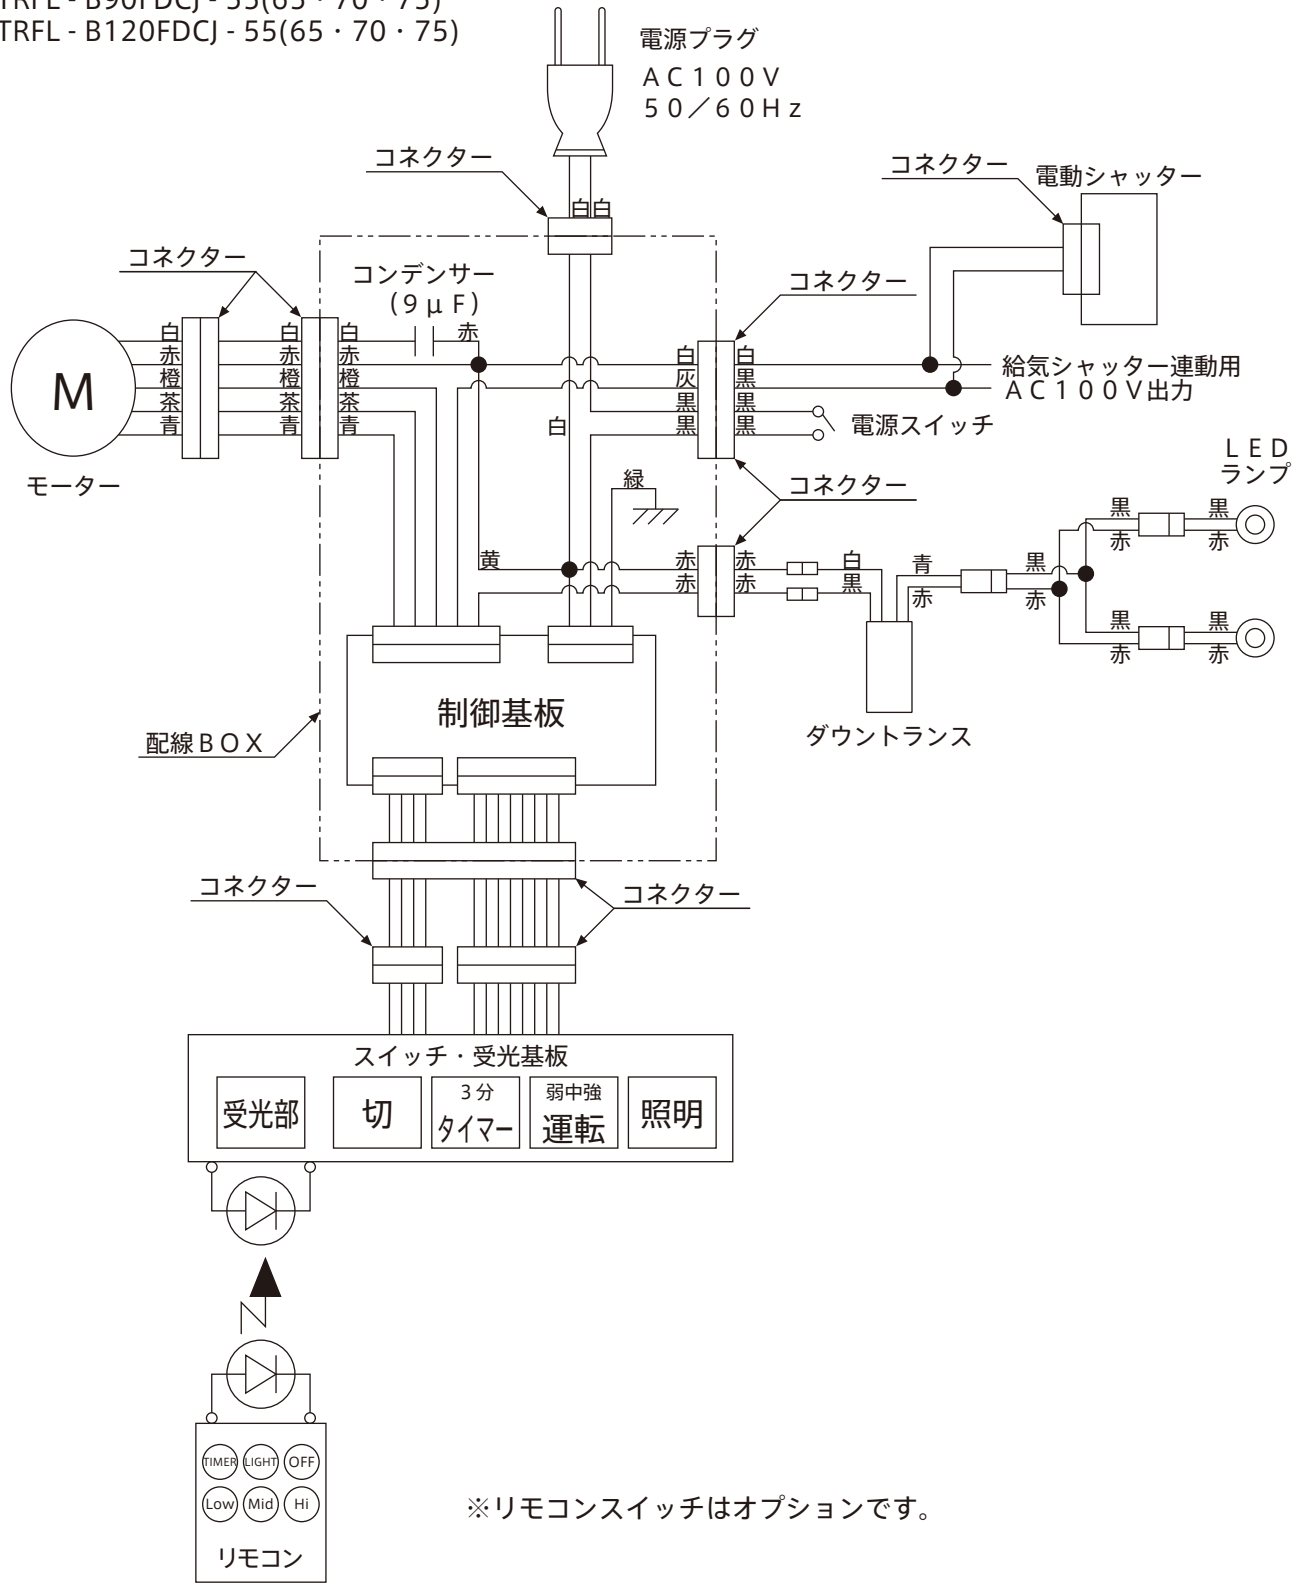 TRFL - B90FDCJ - 55(65・70・75)
TRFL - B120FDCJ - 55(65・70・75)
電源プラグ
ＡＣ１００Ｖ
５０／６０Ｈｚ
コネクター
コネクター
電動シャッター
白白
コネクター
コンデンサー
(９μＦ)
赤
コネクター
白 白 白
赤 赤 赤
橙 橙 橙
茶 茶 茶
青 青 青
M
モーター
白 白
灰 黒
黒 黒
黒 黒
白
給気シャッター連動用
ＡＣ１００Ｖ出力
電源スイッチ
コネクター
緑
黄
赤 赤 白
赤 赤 黒
青
赤
黒
赤
ＬＥＤ
ランプ
黒 黒
赤 赤
黒 黒
赤 赤
ダウントランス
制御基板
配線ＢＯＸ
コネクター
コネクター
スイッチ・受光基板
受光部
切
３分
タイマー
弱中強
運転
照明
TIMER LIGHT OFF
Low Mid Hi
リモコン
※リモコンスイッチはオプションです。